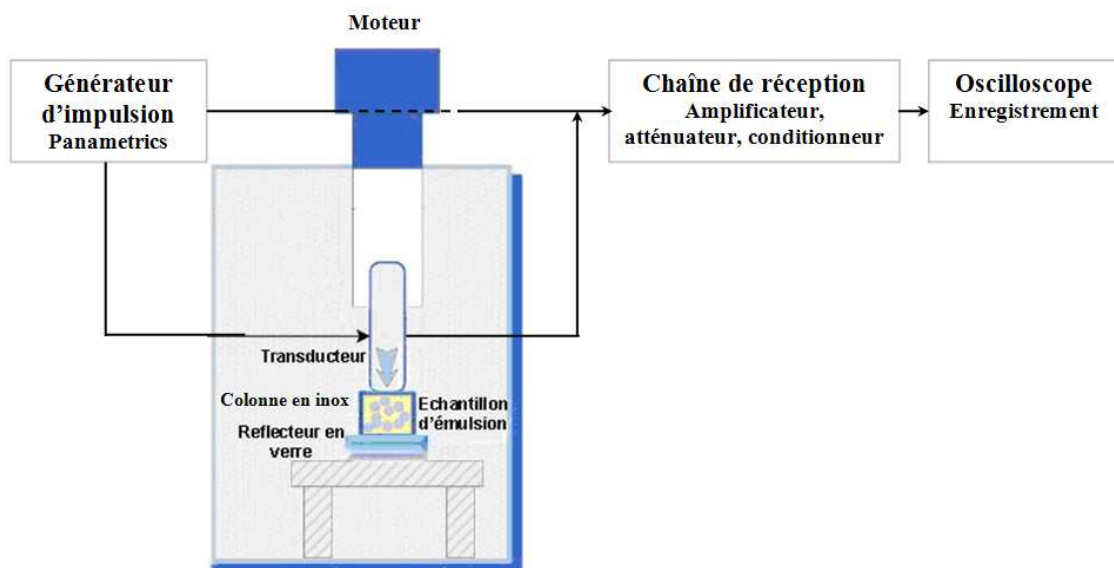 Moteur
Générateur
d’impulsion
Panametrics
Chaîne de réception
Amplificateur,
atténuateur, conditionneur
Oscilloscope
Enregistrement
Transducteur
Colonne en inox
Echantillon
d’émulsion
Reflecteur en
verre